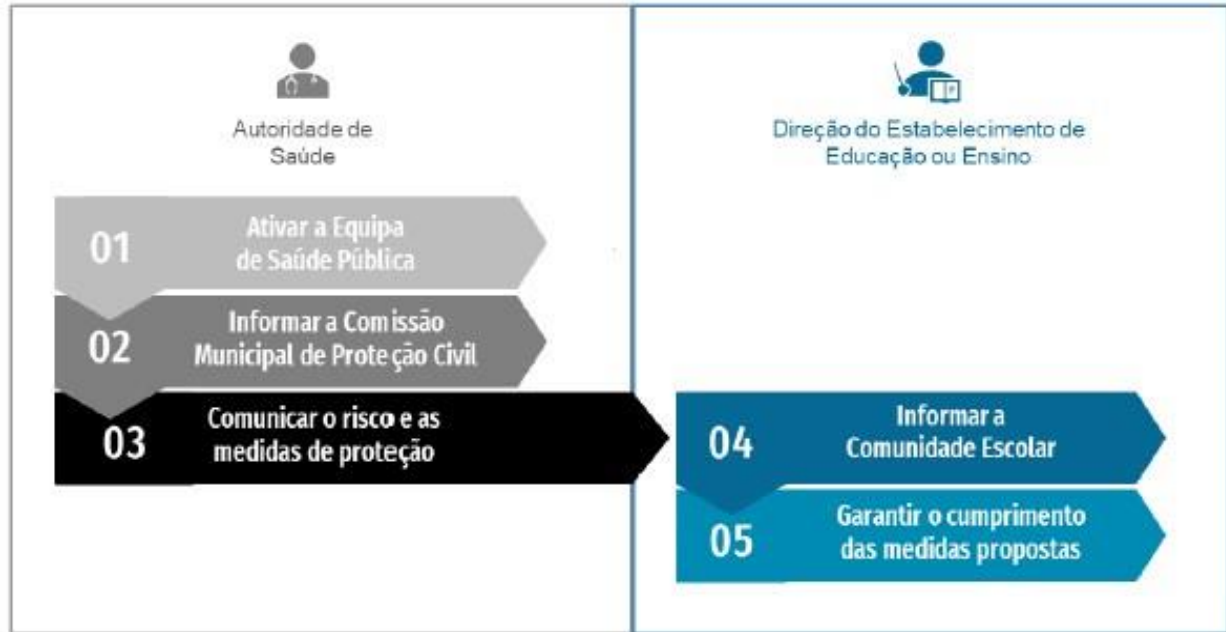 Autoridade de
Saúde
01
Ativar a Equipa
de Saúde Pública
02
Informar a Comissão
Municipal de Proteção Civil
03
Comunicar o risco e as
medidas de proteção
Direção do Estabelecimento de
Educação ou Ensino
04
Informar a
Comunidade Escolar
05
Garantir o cumprimento
das medidas propostas